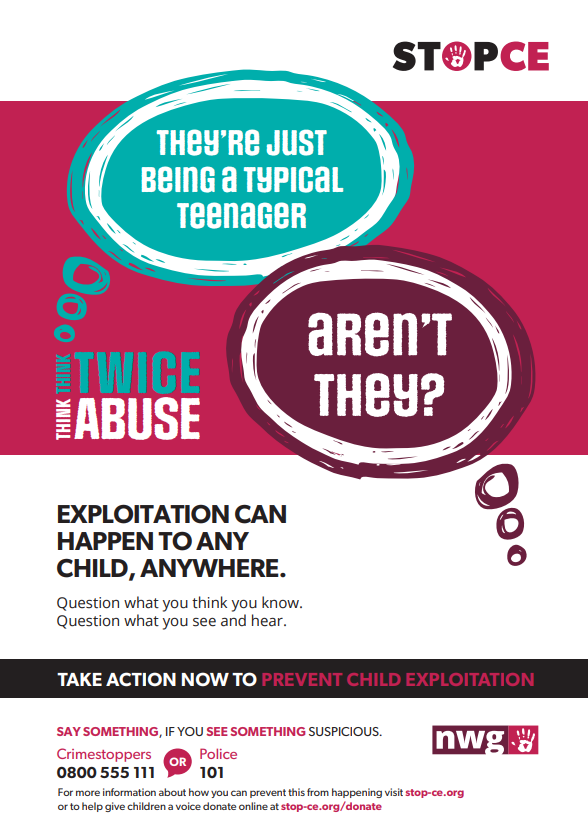 STOPCE
THEY'RE JUST
BEING A TYPICAL
TEENAGER
AREN'T
THEY?
THINK TWICE
THINK ABUSE
EXPLOITATION CAN
HAPPEN TO ANY
CHILD, ANYWHERE.
Question what you think you know.
Question what you see and hear.
TAKE ACTION NOW TO PREVENT CHILD EXPLOITATION
SAY SOMETHING, IF YOU SEE SOMETHING SUSPICIOUS.
nwg
Crimestoppers OR Police
0800 555 111 101
For more information about how you can prevent this from happening visit stop-ce.org
or to help give children a voice donate online at stop-ce.org/donate